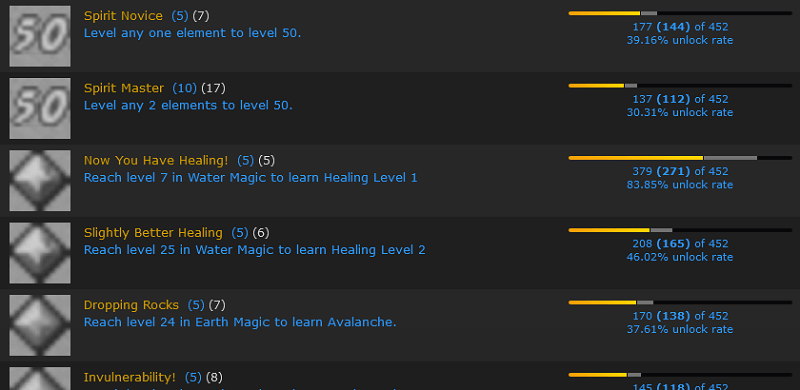 50
Spirit Novice (5) (7)
Level any one element to level 50.
177 (144) of 452
39.16% unlock rate
50
Spirit Master (10) (17)
Level any 2 elements to level 50.
137 (112) of 452
30.31% unlock rate
Now You Have Healing! (5) (5)
Reach level 7 in Water Magic to learn Healing Level 1
379 (271) of 452
83.85% unlock rate
Slightly Better Healing (5) (6)
Reach level 25 in Water Magic to learn Healing Level 2
208 (165) of 452
46.02% unlock rate
Dropping Rocks (5) (7)
Reach level 24 in Earth Magic to learn Avalanche.
170 (138) of 452
37.61% unlock rate
Invulnerability! (5) (8)
145 (118) of 452